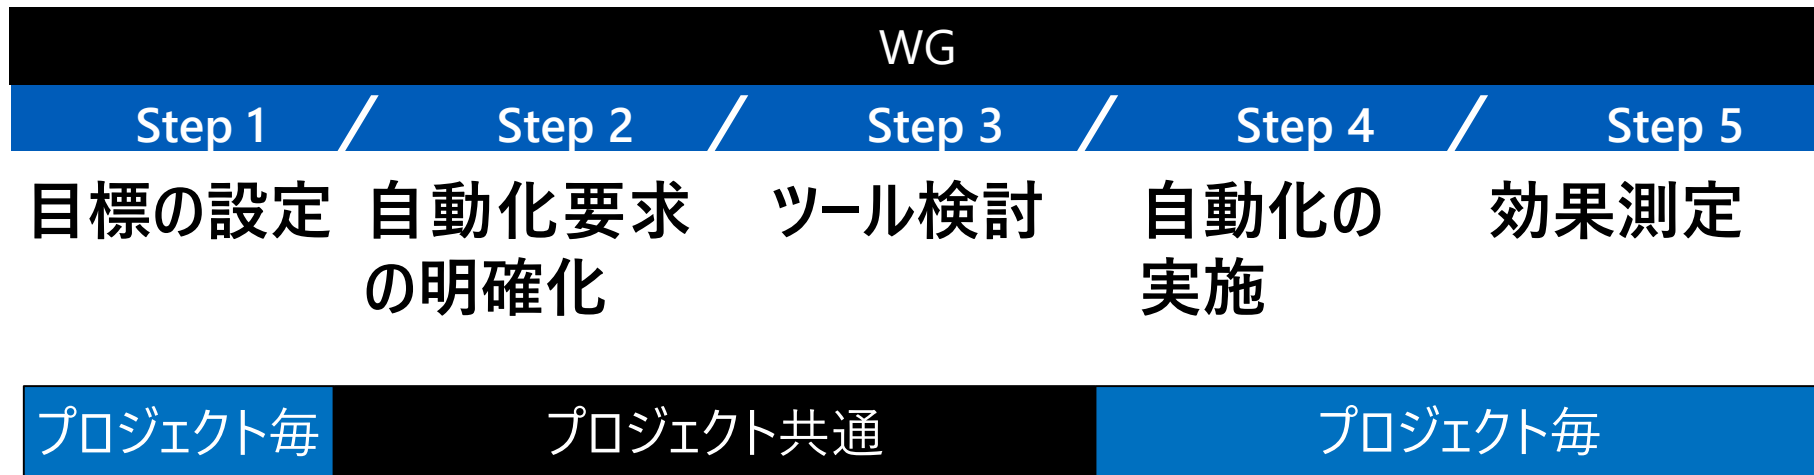 WG
Step 1 / Step 2 / Step 3 / Step 4 / Step 5
目標の設定 自動化要求 ツール検討 自動化の 効果測定
の明確化 実施
プロジェクト毎 プロジェクト共通 プロジェクト毎